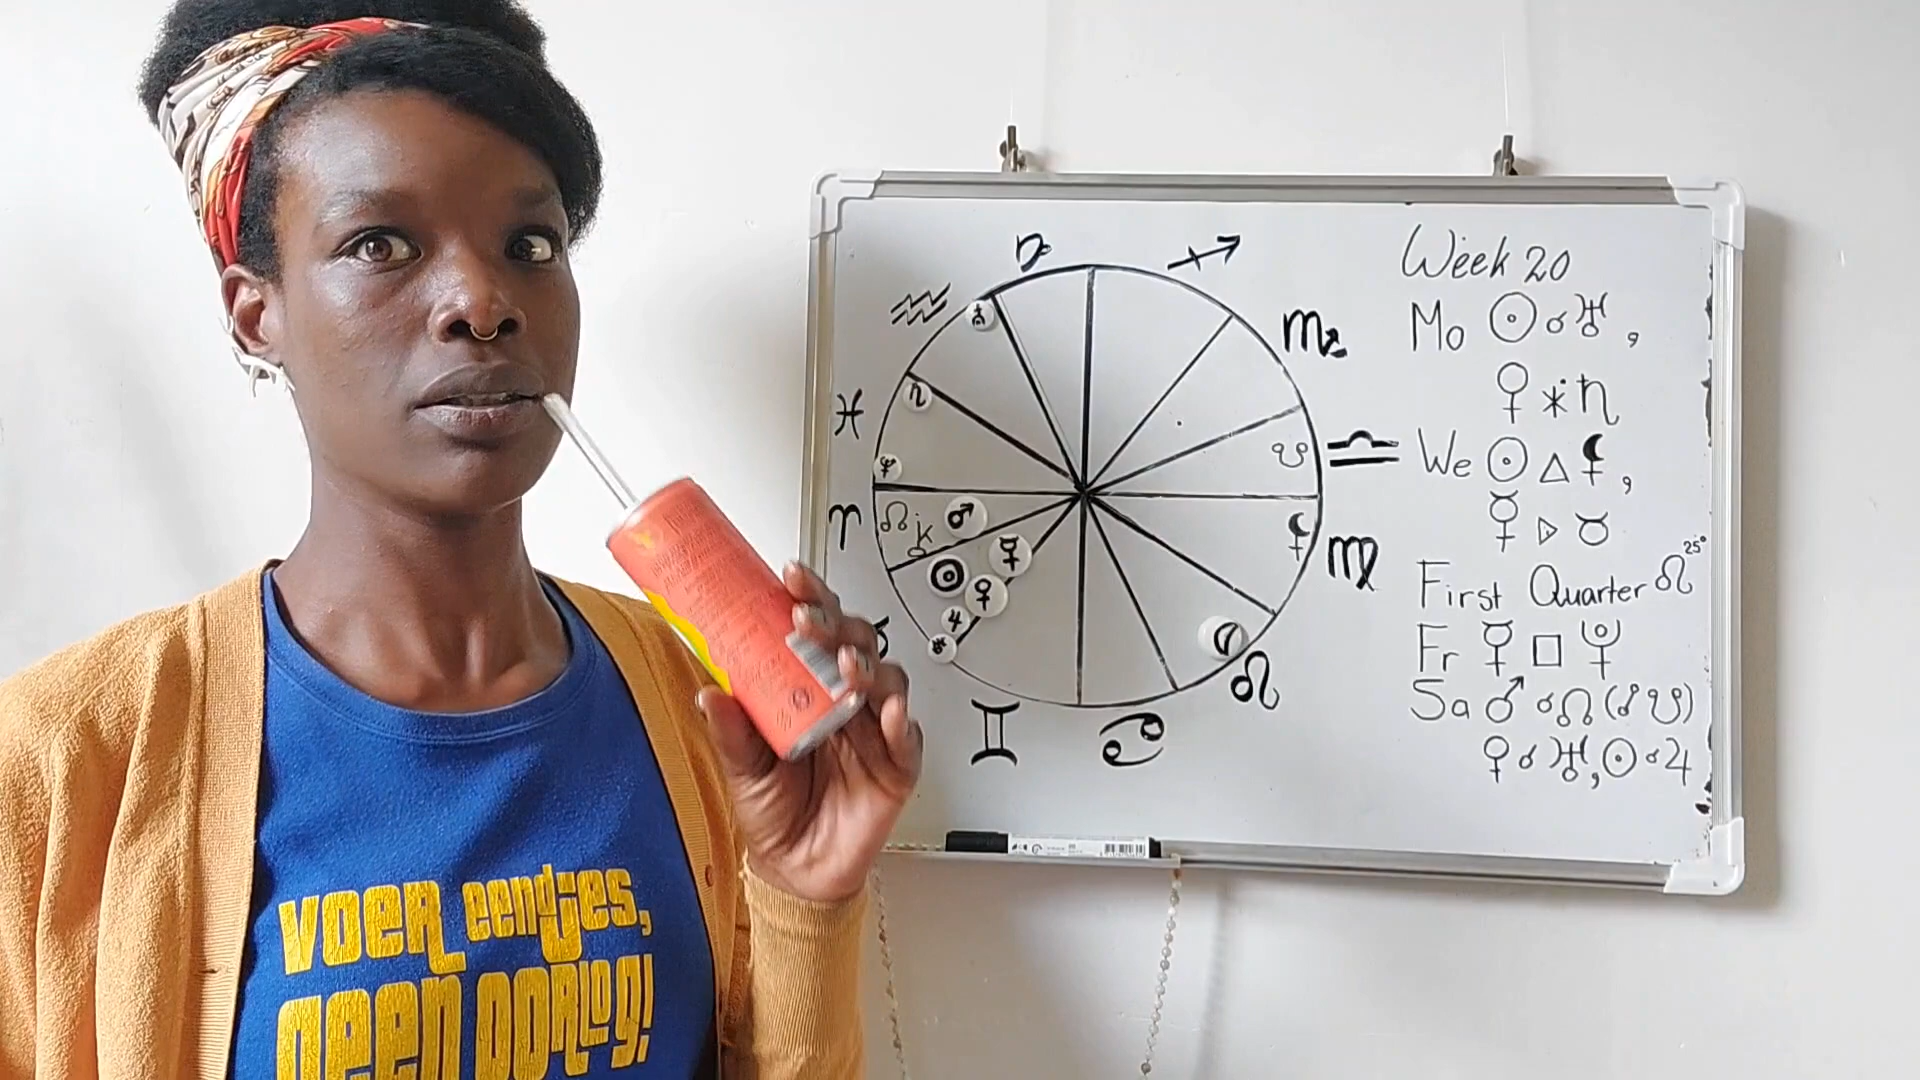 Week 20
Mo ☉ ☌ ♅,
♀ ⚹ ♄
We ☉ △ ⚸,
☿ ▷ ♉
First Quarter ♌ 25°
Fr ☿ □ ♇
Sa ♂ ☌ ☊ (☍ ☋)
♀ ☌ ♅, ☉ ☌ ♃
♑ ♐
♒ ♏
♓ ♎
♈ ♍
♊ ♋ ♌
VOER eendjes,
geen OORLOG!